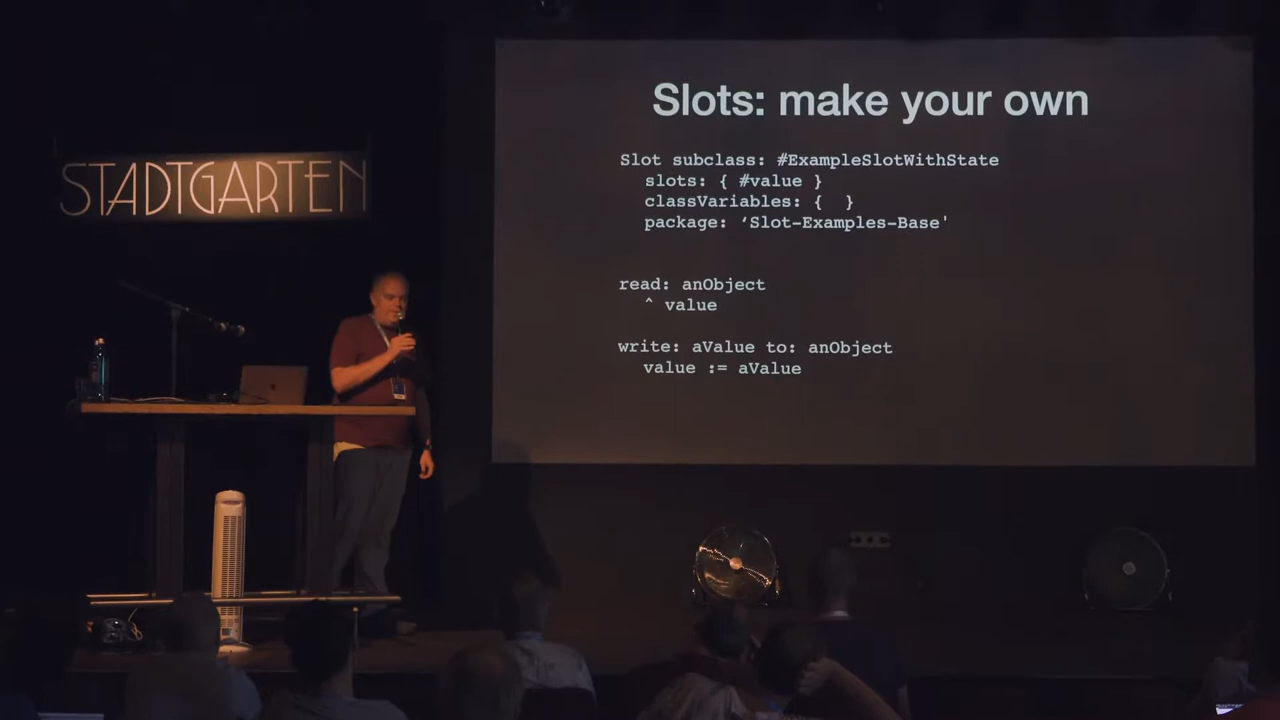 STADTGARTEN
Slots: make your own
Slot subclass: #ExampleSlotWithState
slots: { #value }
classVariables: {  }
package: ‘Slot-Examples-Base'
read: anObject
^ value
write: aValue to: anObject
value := aValue